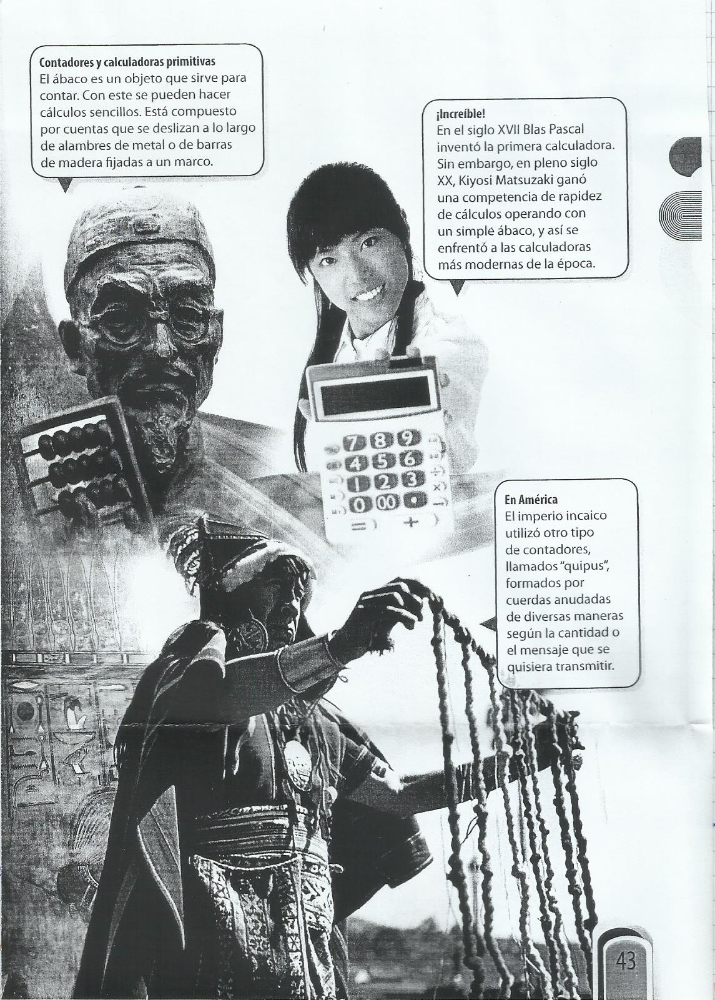 Contadores y calculadoras primitivas
El ábaco es un objeto que sirve para
contar. Con este se pueden hacer
cálculos sencillos. Está compuesto
por cuentas que se deslizan a lo largo
de alambres de metal o de barras
de madera fijadas a un marco.
¡Increíble!
En el siglo XVII Blas Pascal
inventó la primera calculadora.
Sin embargo, en pleno siglo
XX, Kiyosi Matsuzaki ganó
una competencia de rapidez
de cálculos operando con
un simple ábaco, y así se
enfrentó a las calculadoras
más modernas de la época.
7 8 9
4 5 6
1 2 3
0 00 .
= +
En América
El imperio incaico
utilizó otro tipo
de contadores,
llamados "quipus",
formados por
cuerdas anudadas
de diversas maneras
según la cantidad o
el mensaje que se
quisiera transmitir.
43